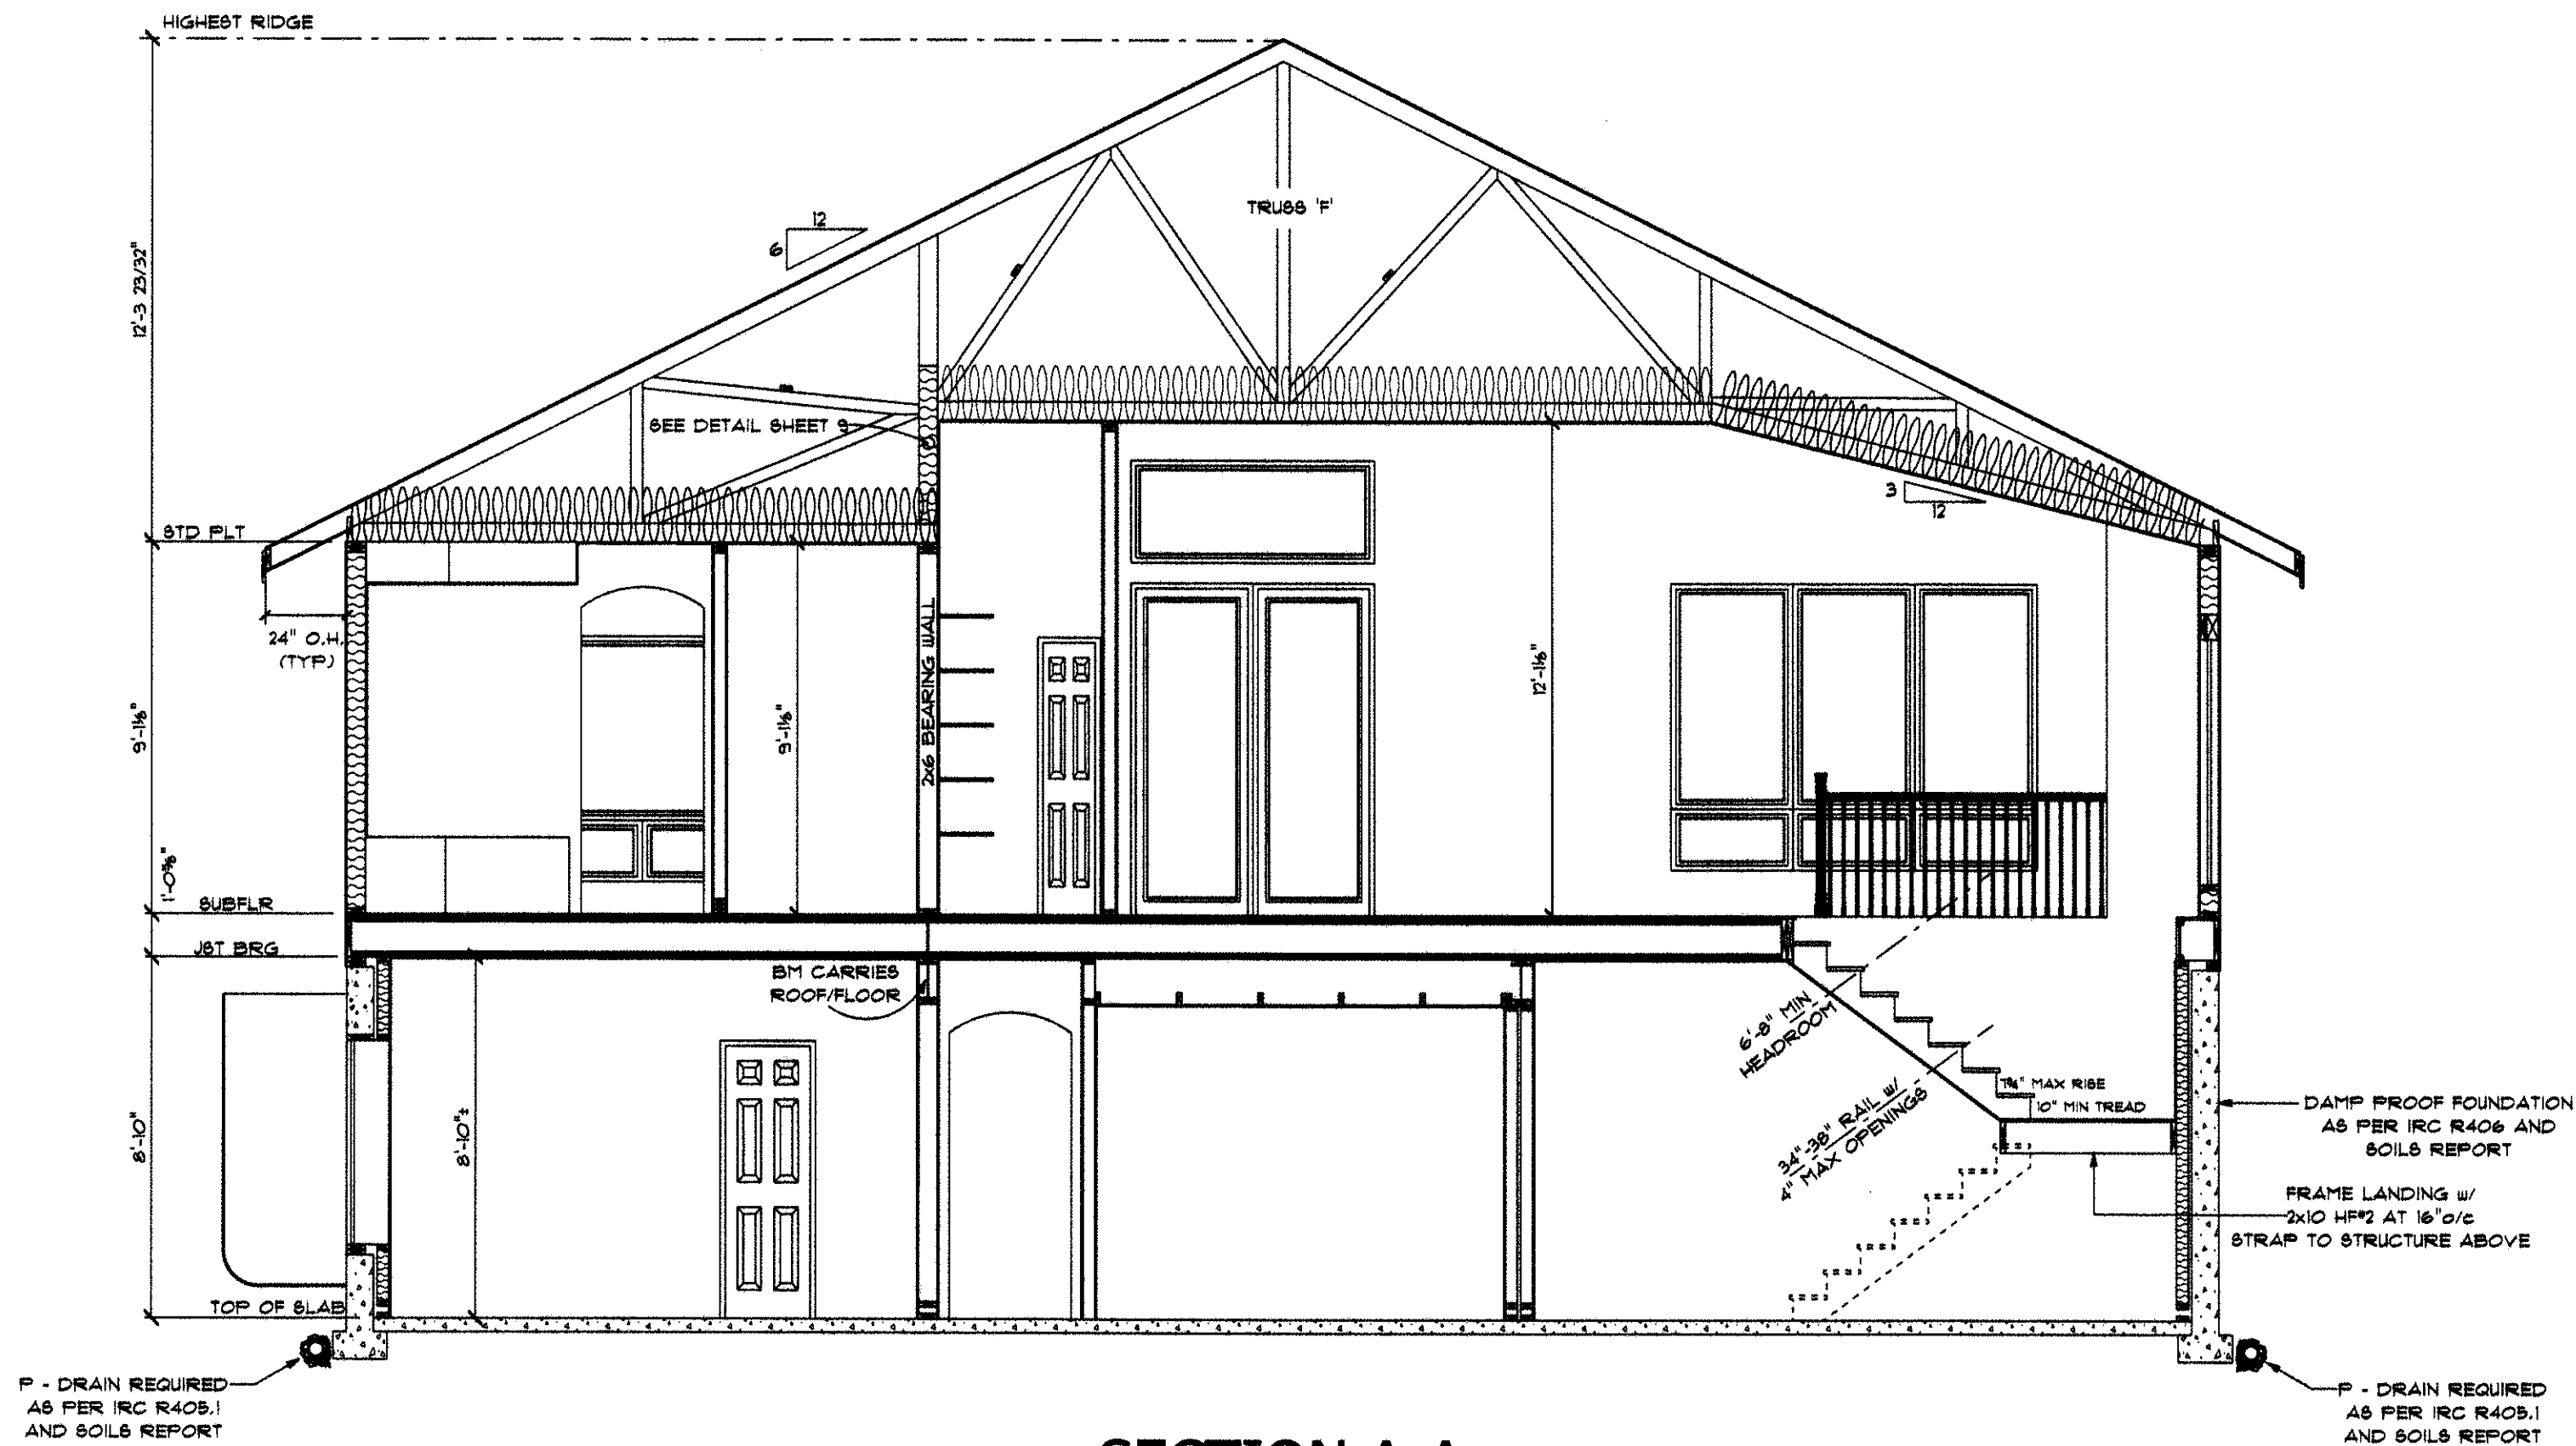 HIGHEST RIDGE
12'-3 23/32"
12
6
TRUSS 'F'
SEE DETAIL SHEET 9
STD PLT
3
12
24" O.H.
(TYP)
9'-1⅛"
9'-1⅛"
2x6 BEARING WALL
12'-1⅛"
SUBFLR
JST BRG
BM CARRIES
ROOF/FLOOR
6'-8" MIN
HEADROOM
34"-38" RAIL w/
4" MAX OPENINGS
MAX RISE
10" MIN TREAD
8'-10"
8'-10"±
DAMP PROOF FOUNDATION
AS PER IRC R406 AND
SOILS REPORT
FRAME LANDING w/
2x10 HF#2 AT 16"o/c
STRAP TO STRUCTURE ABOVE
TOP OF SLAB
P - DRAIN REQUIRED
AS PER IRC R405.1
AND SOILS REPORT
P - DRAIN REQUIRED
AS PER IRC R405.1
AND SOILS REPORT
SECTION A-A